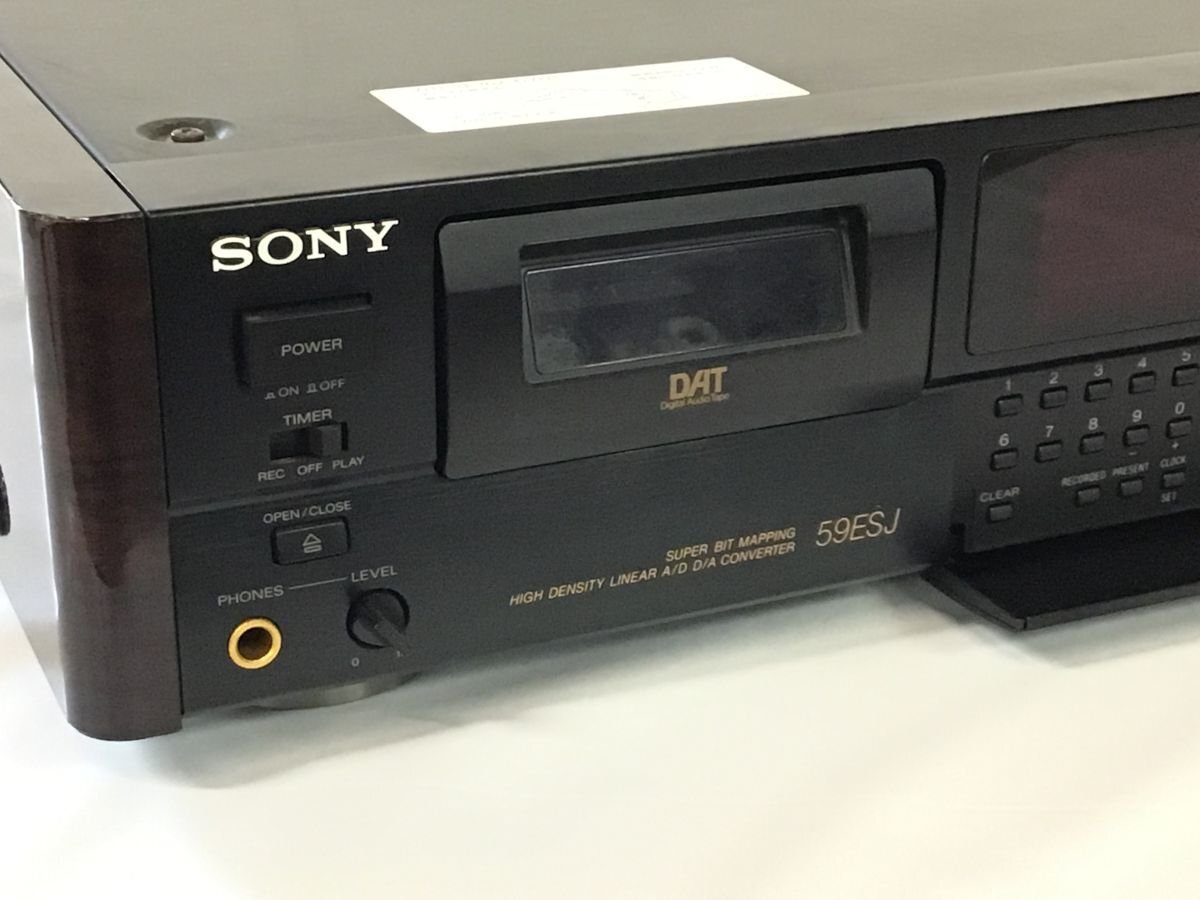 SONY
POWER
ON OFF
TIMER
REC OFF PLAY
OPEN/CLOSE
PHONES LEVEL
0
DAT
Digital Audio Tape
SUPER BIT MAPPING
HIGH DENSITY LINEAR A/D D/A CONVERTER
59ESJ
1 2 3 4 5
6 7 8 9 0
- +
CLEAR RECORDED PRESENT CLOCK
SET